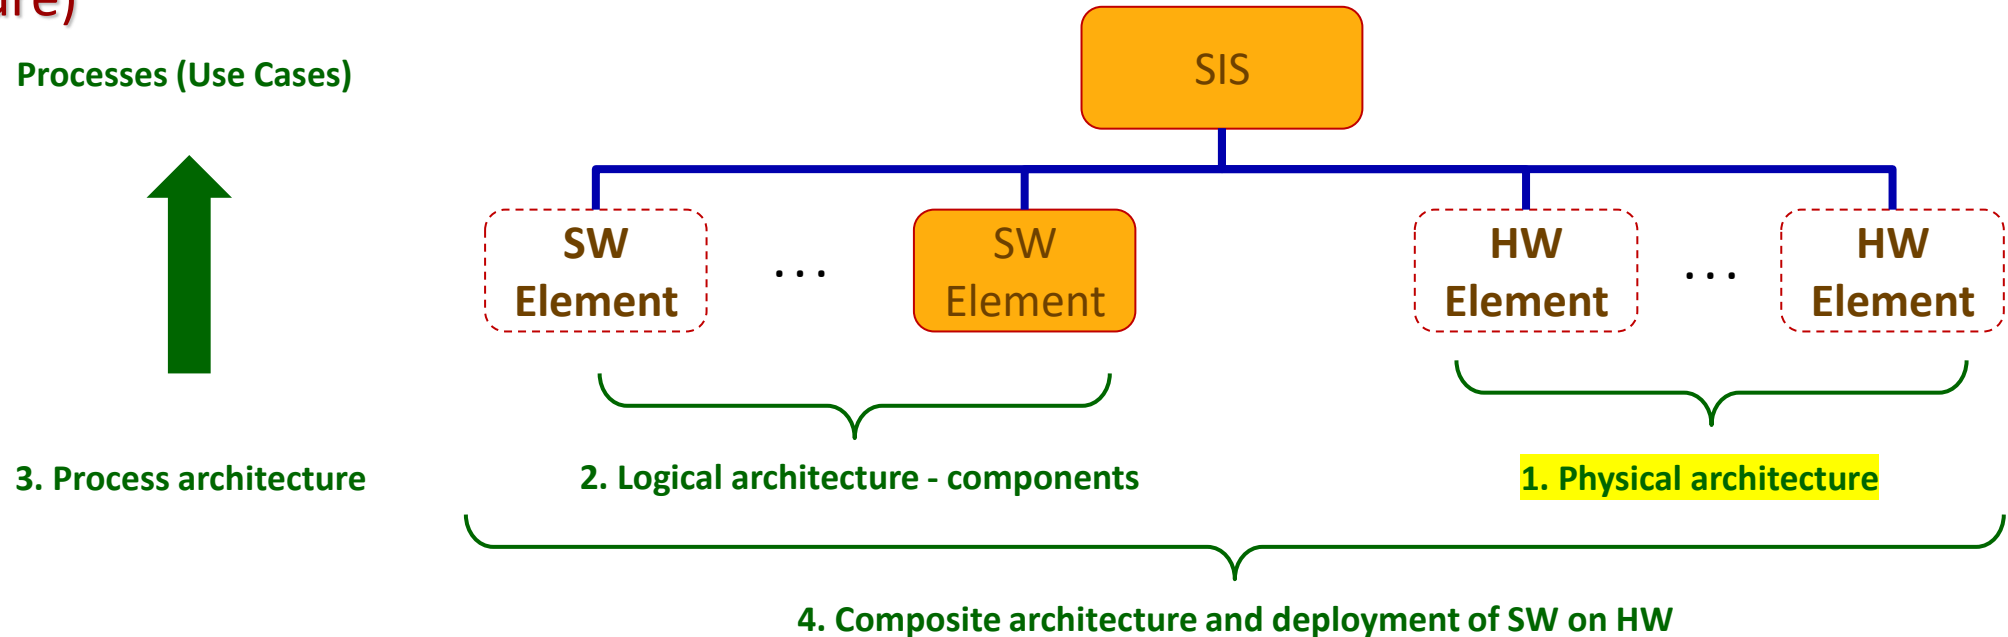 ure)
Processes (Use Cases)
SIS
SW
Element
...
SW
Element
HW
Element
...
HW
Element
3. Process architecture
2. Logical architecture - components
1. Physical architecture
4. Composite architecture and deployment of SW on HW